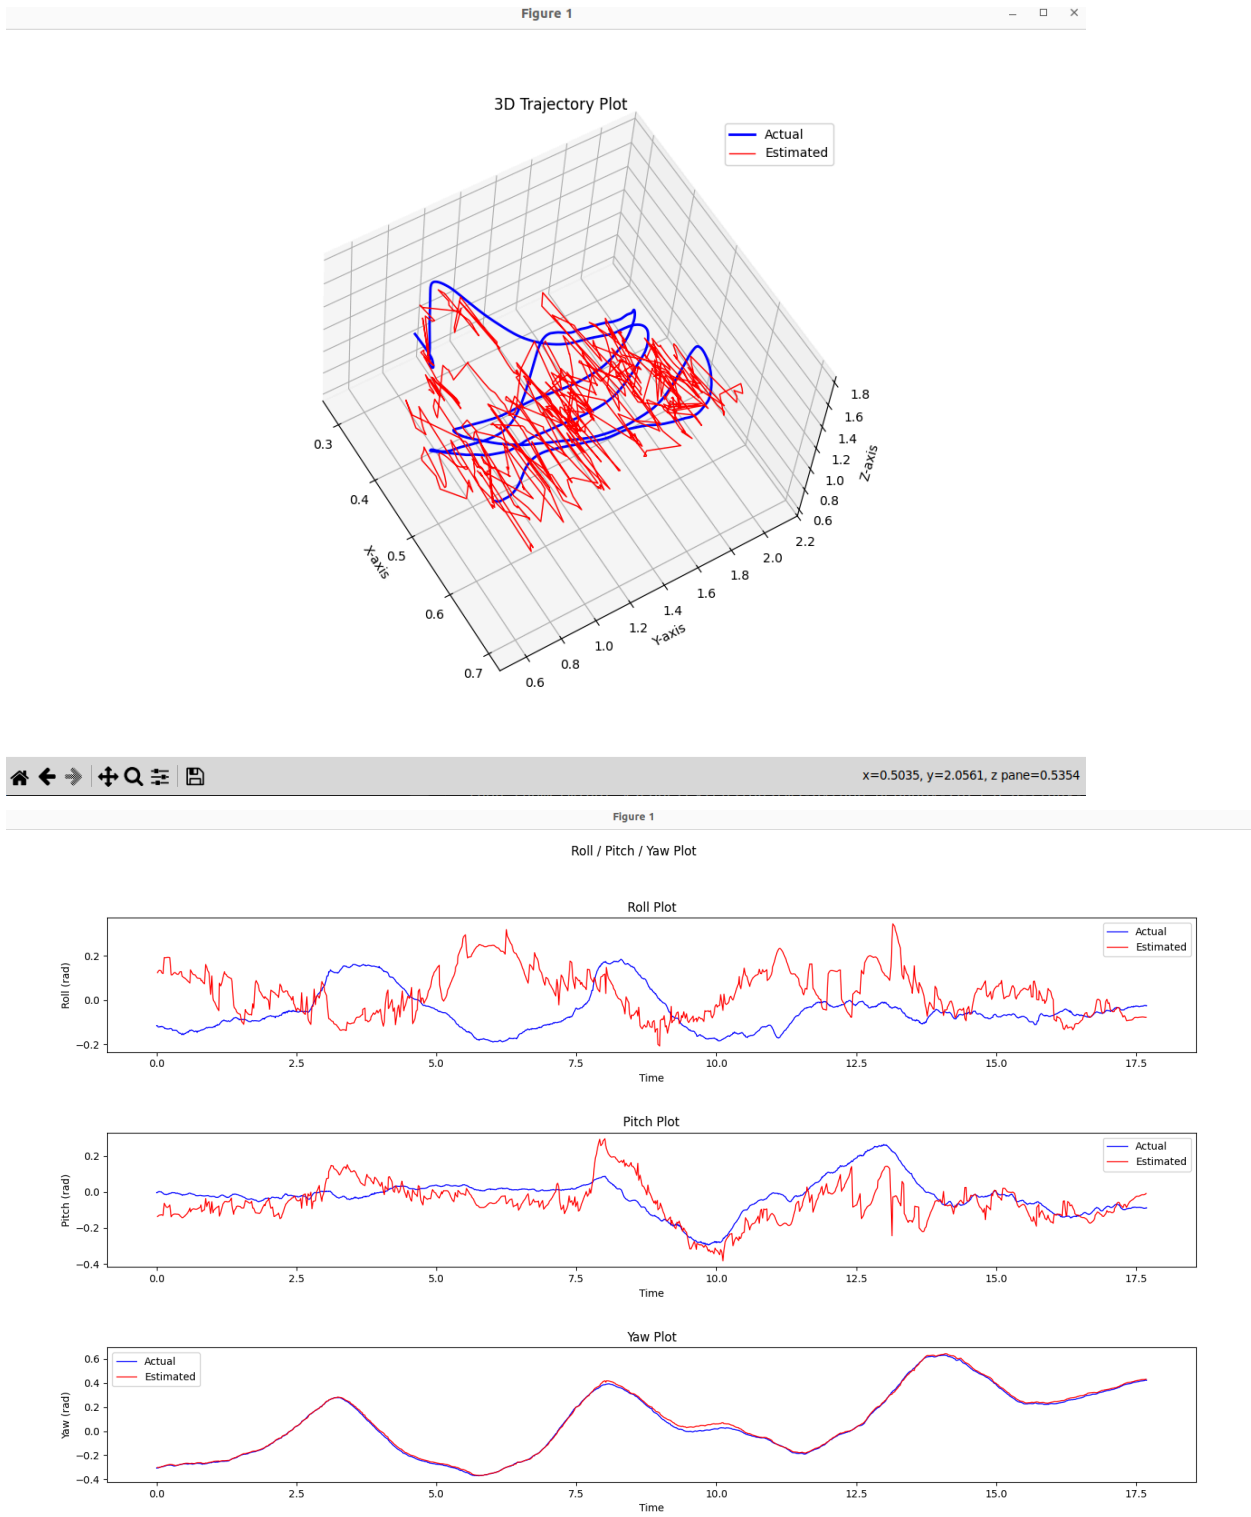 Figure 1
3D Trajectory Plot
Actual
Estimated
0.3
0.4
0.5
0.6
0.7
X-axis
0.6
0.8
1.0
1.2
1.4
1.6
1.8
2.0
2.2
Y-axis
0.6
0.8
1.0
1.2
1.4
1.6
1.8
Z-axis
x=0.5035, y=2.0561, z pane=0.5354
Figure 1
Roll / Pitch / Yaw Plot
Roll Plot
Actual
Estimated
Roll (rad)
0.2
0.0
−0.2
0.0 2.5 5.0 7.5 10.0 12.5 15.0 17.5
Time
Pitch Plot
Actual
Estimated
Pitch (rad)
0.2
0.0
−0.2
−0.4
0.0 2.5 5.0 7.5 10.0 12.5 15.0 17.5
Time
Yaw Plot
Actual
Estimated
Yaw (rad)
0.6
0.4
0.2
0.0
−0.2
−0.4
0.0 2.5 5.0 7.5 10.0 12.5 15.0 17.5
Time